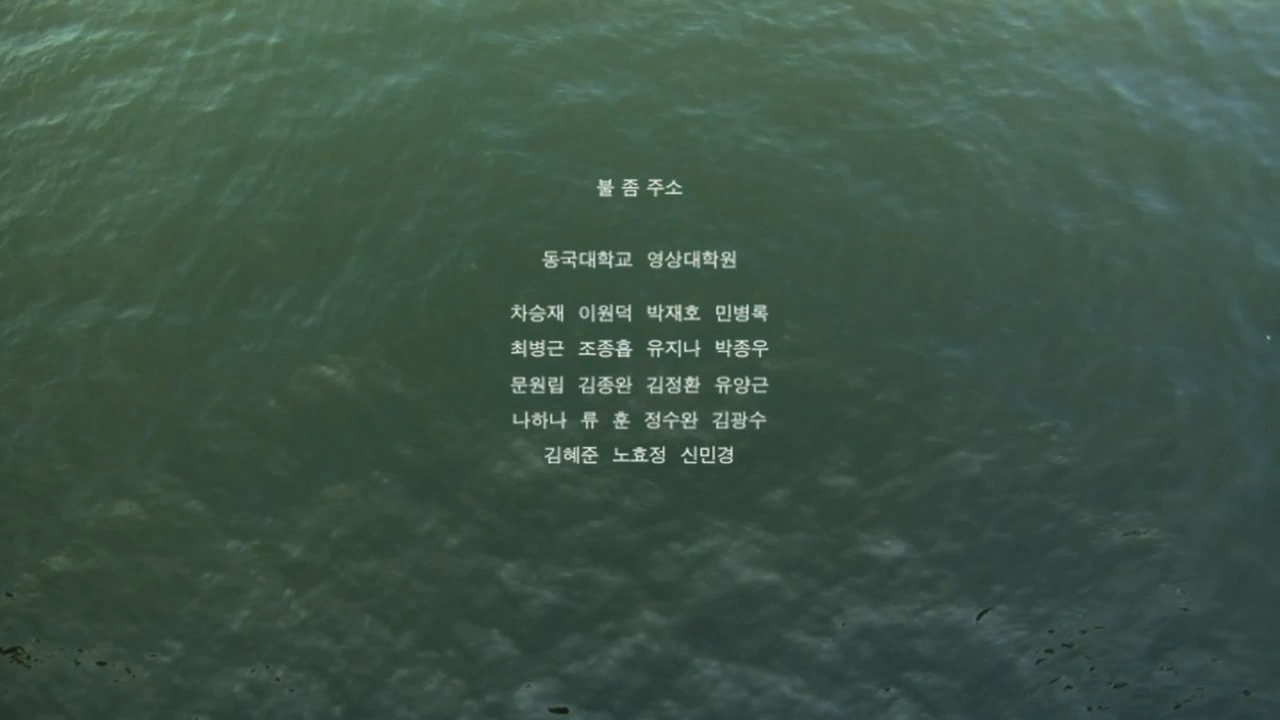 불 좀 주소
동국대학교 영상대학원
차승재 이원덕 박재호 민병록
최병근 조종흡 유지나 박종우
문원립 김종완 김정환 유양근
나하나 류 훈 정수완 김광수
김혜준 노효정 신민경